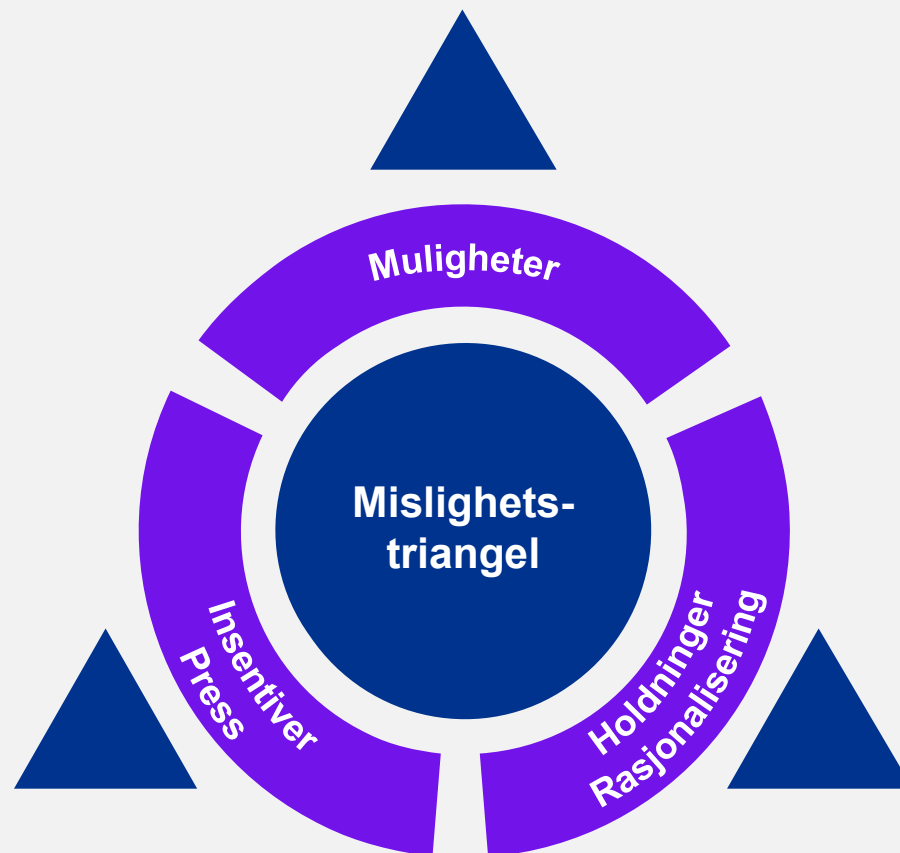 Muligheter
Mislighets-
triangel
Insentiver
Press
Holdninger
Rasjonalisering